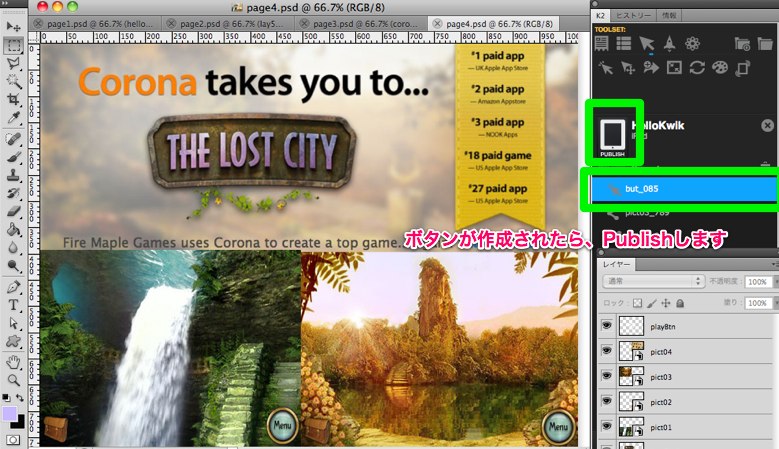 page4.psd @ 66.7% (RGB/8)
page1.psd @ 66.7% (hello...
page2.psd @ 66.7% (lay5...
page3.psd @ 66.7% (coro...
page4.psd @ 66.7% (RGB/8)
Corona takes you to...
THE LOST CITY
#1 paid app
— UK Apple App Store
#2 paid app
— Amazon Appstore
#3 paid app
— NOOK Apps
#18 paid game
— US Apple App Store
#27 paid app
— US Apple App Store
Fire Maple Games uses Corona to create a top game.
ボタンが作成されたら、Publishします
Menu
Menu
K2
ヒストリー
情報
TOOLSET:
HelloKwik
iPad
PUBLISH
but_085
pict03_789
レイヤー
通常
不透明度:
100%
ロック:
塗り:
100%
playBtn
pict04
pict03
pict02
pict01